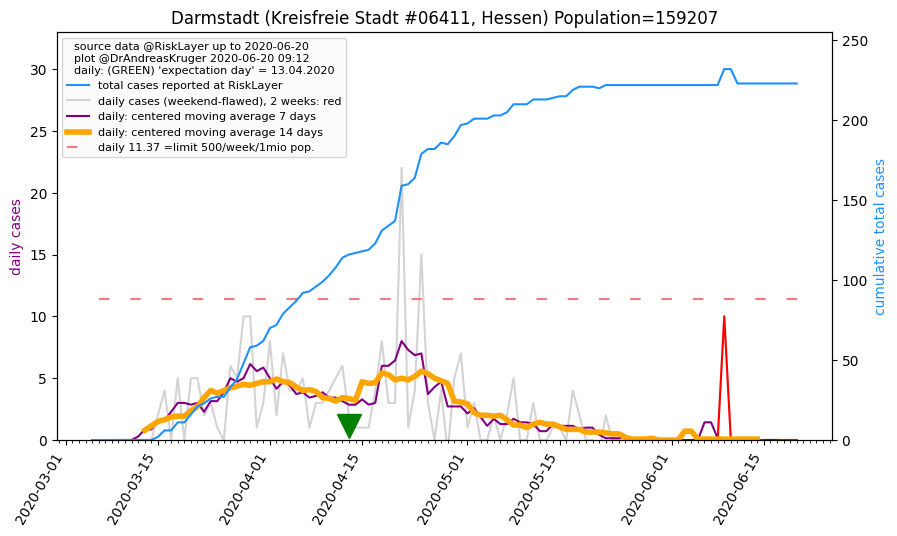 Darmstadt (Kreisfreie Stadt #06411, Hessen) Population=159207
source data @RiskLayer up to 2020-06-20
plot @DrAndreasKruger 2020-06-20 09:12
daily: (GREEN) 'expectation day' = 13.04.2020
total cases reported at RiskLayer
daily cases (weekend-flawed), 2 weeks: red
daily: centered moving average 7 days
daily: centered moving average 14 days
daily 11.37 =limit 500/week/1mio pop.
daily cases
30
25
20
15
10
5
0
250
200
150
100
50
0
cumulative total cases
2020-03-01
2020-03-15
2020-04-01
2020-04-15
2020-05-01
2020-05-15
2020-06-01
2020-06-15